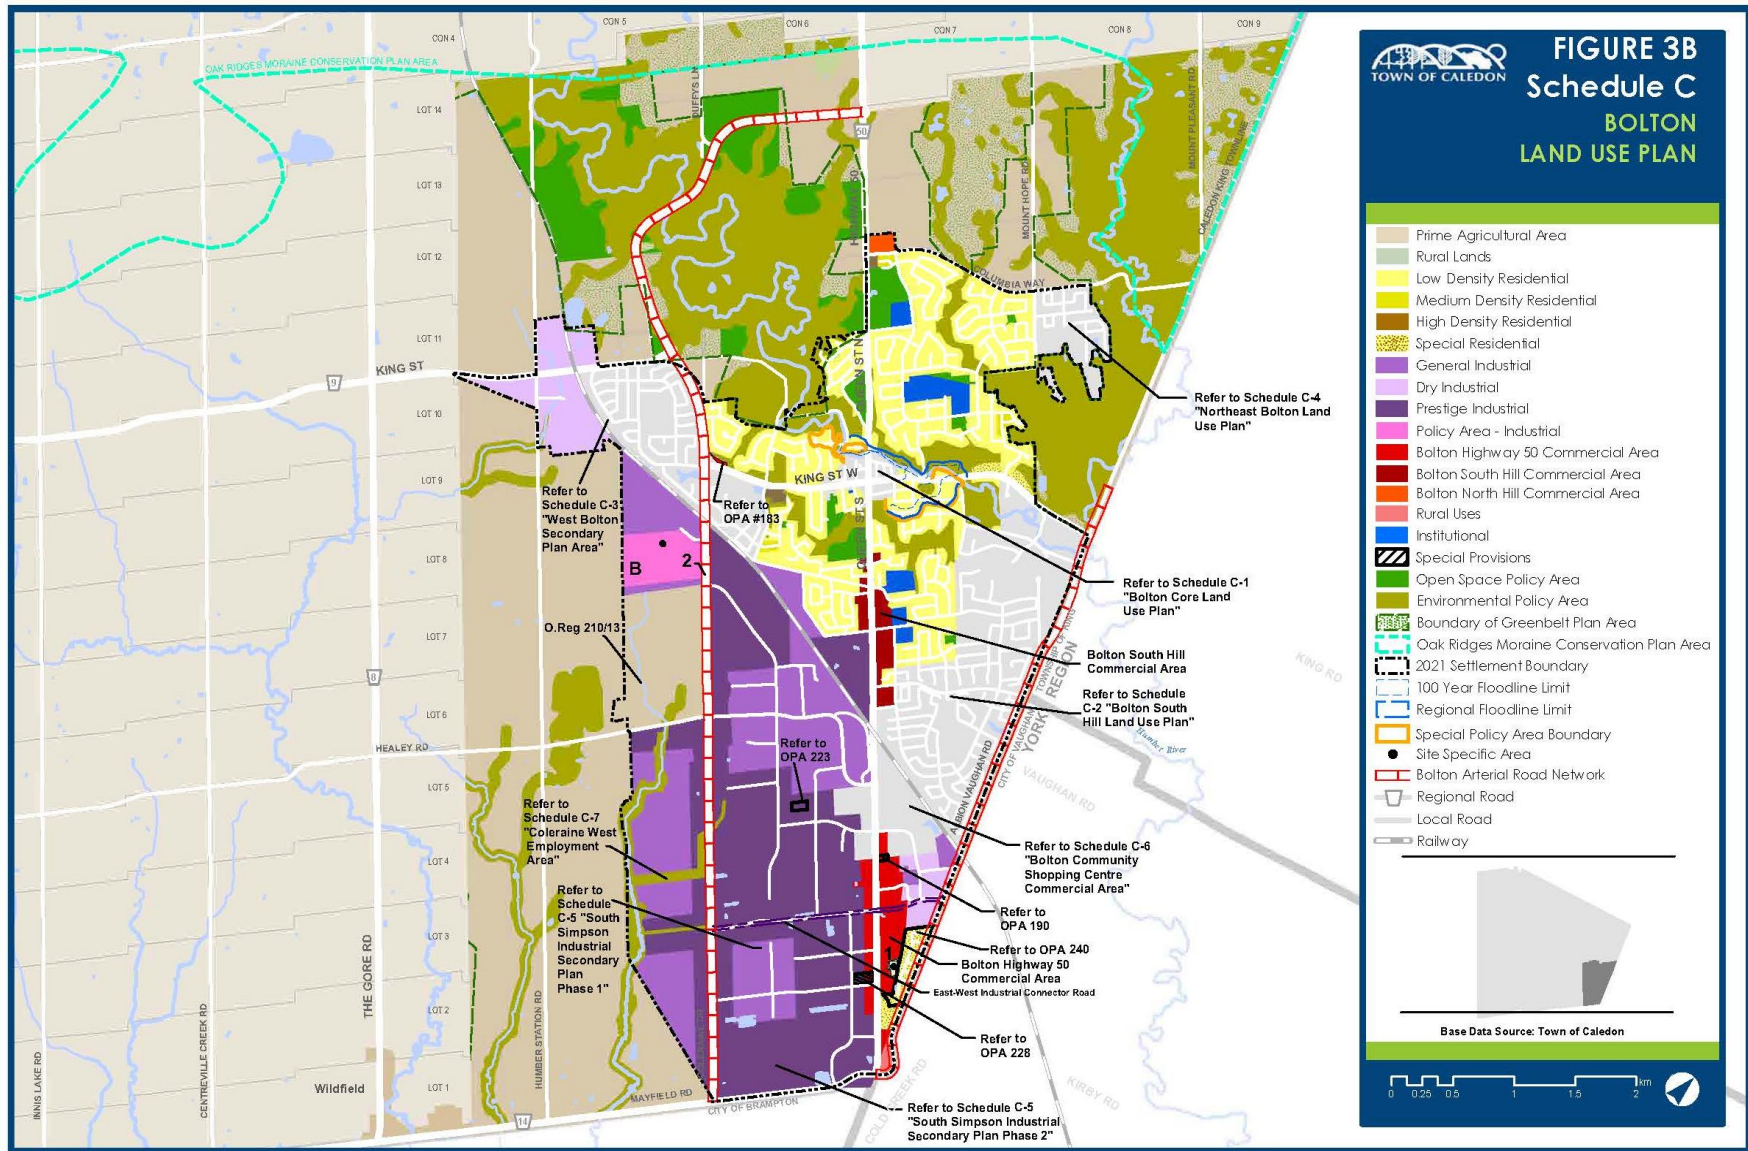 TOWN OF CALEDON
FIGURE 3B
Schedule C
BOLTON
LAND USE PLAN
Prime Agricultural Area
Rural Lands
Low Density Residential
Medium Density Residential
High Density Residential
Special Residential
General Industrial
Dry Industrial
Prestige Industrial
Policy Area - Industrial
Bolton Highway 50 Commercial Area
Bolton South Hill Commercial Area
Bolton North Hill Commercial Area
Rural Uses
Institutional
Special Provisions
Open Space Policy Area
Environmental Policy Area
Boundary of Greenbelt Plan Area
Oak Ridges Moraine Conservation Plan Area
2021 Settlement Boundary
100 Year Floodline Limit
Regional Floodline Limit
Special Policy Area Boundary
Site Specific Area
Bolton Arterial Road Network
Regional Road
Local Road
Railway
Base Data Source: Town of Caledon
km
0 0.25 0.5 1 1.5 2
CON 4
CON 5
CON 6
CON 7
CON 8
CON 9
OAK RIDGES MORAINE CONSERVATION PLAN AREA
LOT 14
LOT 13
LOT 12
LOT 11
LOT 10
LOT 9
LOT 8
LOT 7
LOT 6
LOT 5
LOT 4
LOT 3
LOT 2
LOT 1
DUFFYS LN
50
MOUNT HOPE RD
MOUNT PLEASANT RD
CALEDON KING TOWNLINE
COLUMBIA WAY
QUEEN ST N
KING ST
9
KING ST W
QUEEN ST S
Refer to Schedule C-4
"Northeast Bolton Land
Use Plan"
Refer to
Schedule C-3
"West Bolton
Secondary
Plan Area"
Refer to
OPA #183
B
2
Refer to Schedule C-1
"Bolton Core Land
Use Plan"
O.Reg 210/13
Bolton South Hill
Commercial Area
Refer to Schedule
C-2 "Bolton South
Hill Land Use Plan"
TOWNSHIP OF KING
YORK REGION
CITY OF VAUGHAN
KING RD
Humber River
VAUGHAN RD
ALBION VAUGHAN RD
8
HEALEY RD
Refer to
OPA 223
Refer to
Schedule C-7
"Coleraine West
Employment
Area"
Refer to Schedule C-6
"Bolton Community
Shopping Centre
Commercial Area"
Refer to
Schedule
C-5 "South
Simpson
Industrial
Secondary
Plan
Phase 1"
Refer to
OPA 190
Refer to OPA 240
1
Bolton Highway 50
Commercial Area
East-West Industrial Connector Road
Refer to
OPA 228
THE GORE RD
INNIS LAKE RD
CENTREVILLE CREEK RD
HUMBER STATION RD
Wildfield
14
MAYFIELD RD
CITY OF BRAMPTON
COLD CREEK RD
KIRBY RD
Refer to Schedule C-5
"South Simpson Industrial
Secondary Plan Phase 2"